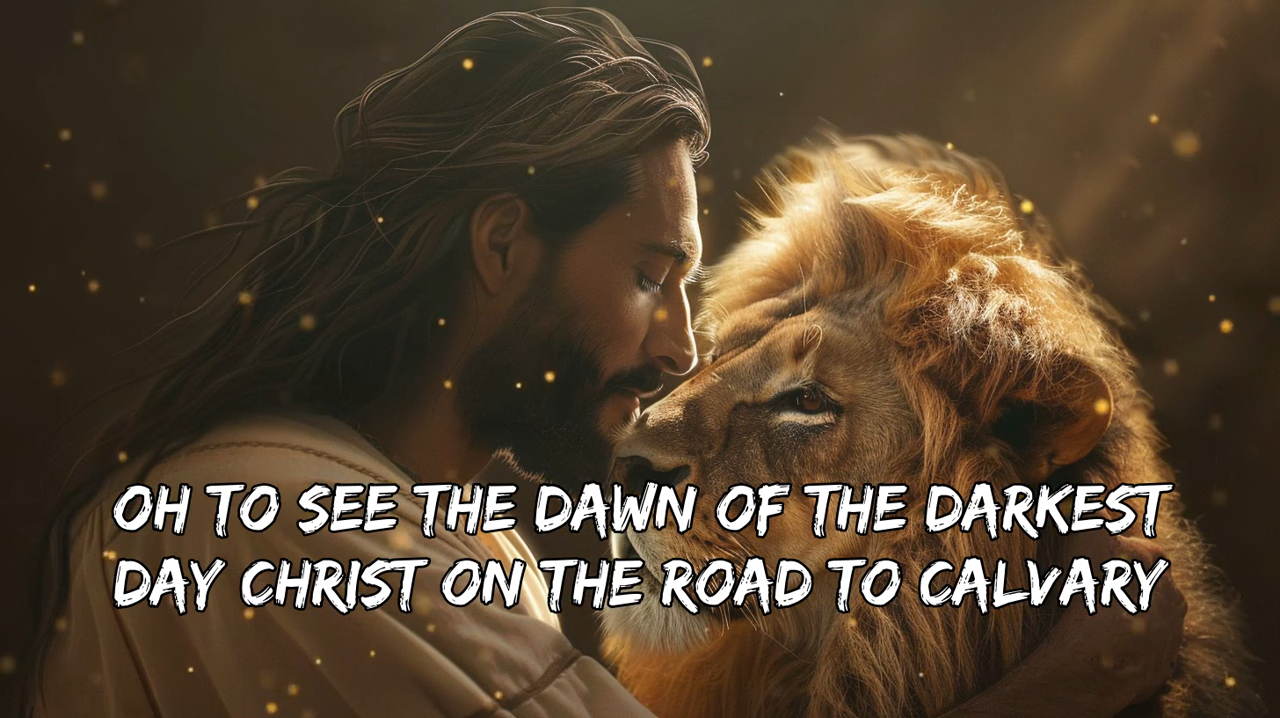 OH TO SEE THE DAWN OF THE DARKEST
DAY CHRIST ON THE ROAD TO CALVARY